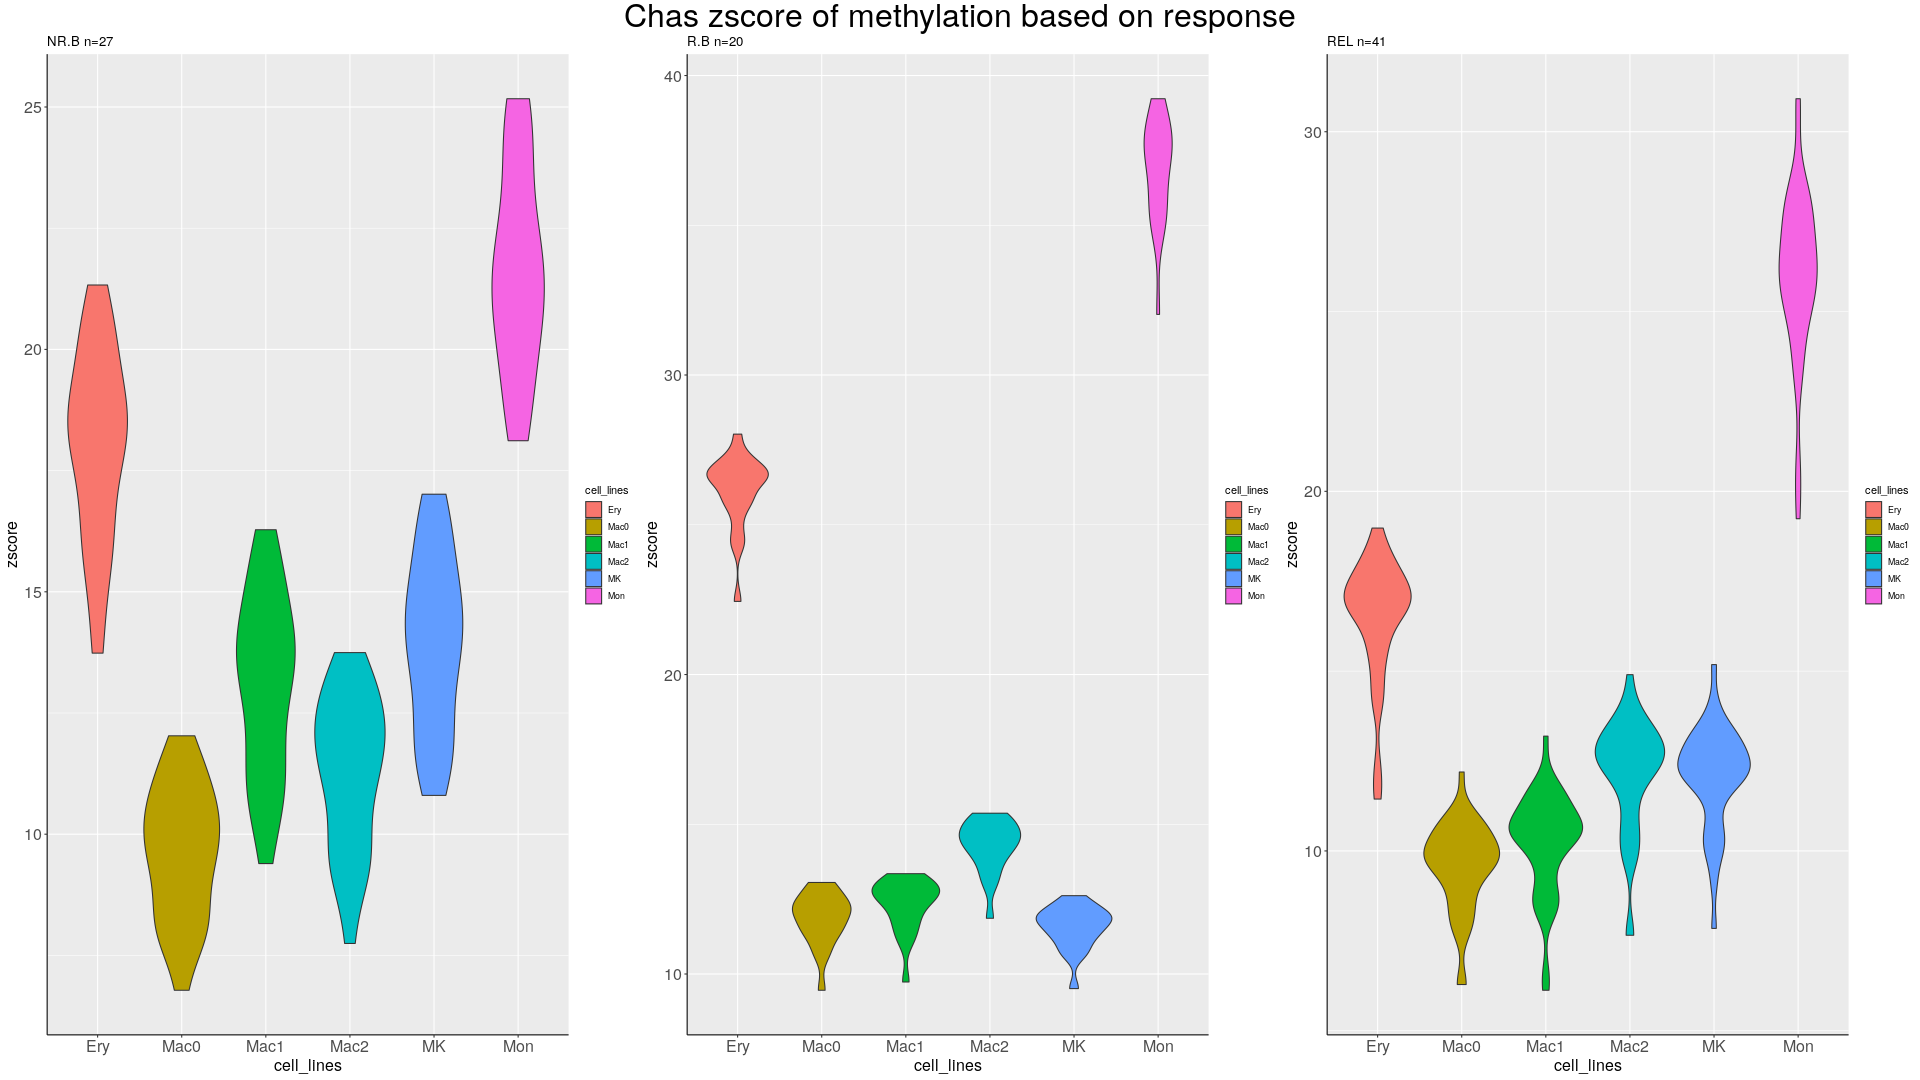 Chas zscore of methylation based on response
NR.B n=27
25
20
15
10
zscore
Ery Mac0 Mac1 Mac2 MK Mon
cell_lines
cell_lines
Ery
Mac0
Mac1
Mac2
MK
Mon
R.B n=20
40
30
20
10
zscore
Ery Mac0 Mac1 Mac2 MK Mon
cell_lines
cell_lines
Ery
Mac0
Mac1
Mac2
MK
Mon
REL n=41
30
20
10
zscore
Ery Mac0 Mac1 Mac2 MK Mon
cell_lines
cell_lines
Ery
Mac0
Mac1
Mac2
MK
Mon